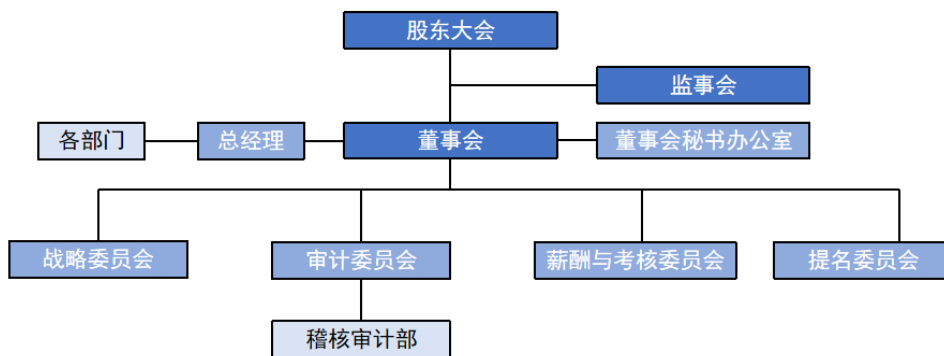 股东大会
监事会
各部门
总经理
董事会
董事会秘书办公室
战略委员会
审计委员会
薪酬与考核委员会
提名委员会
稽核审计部